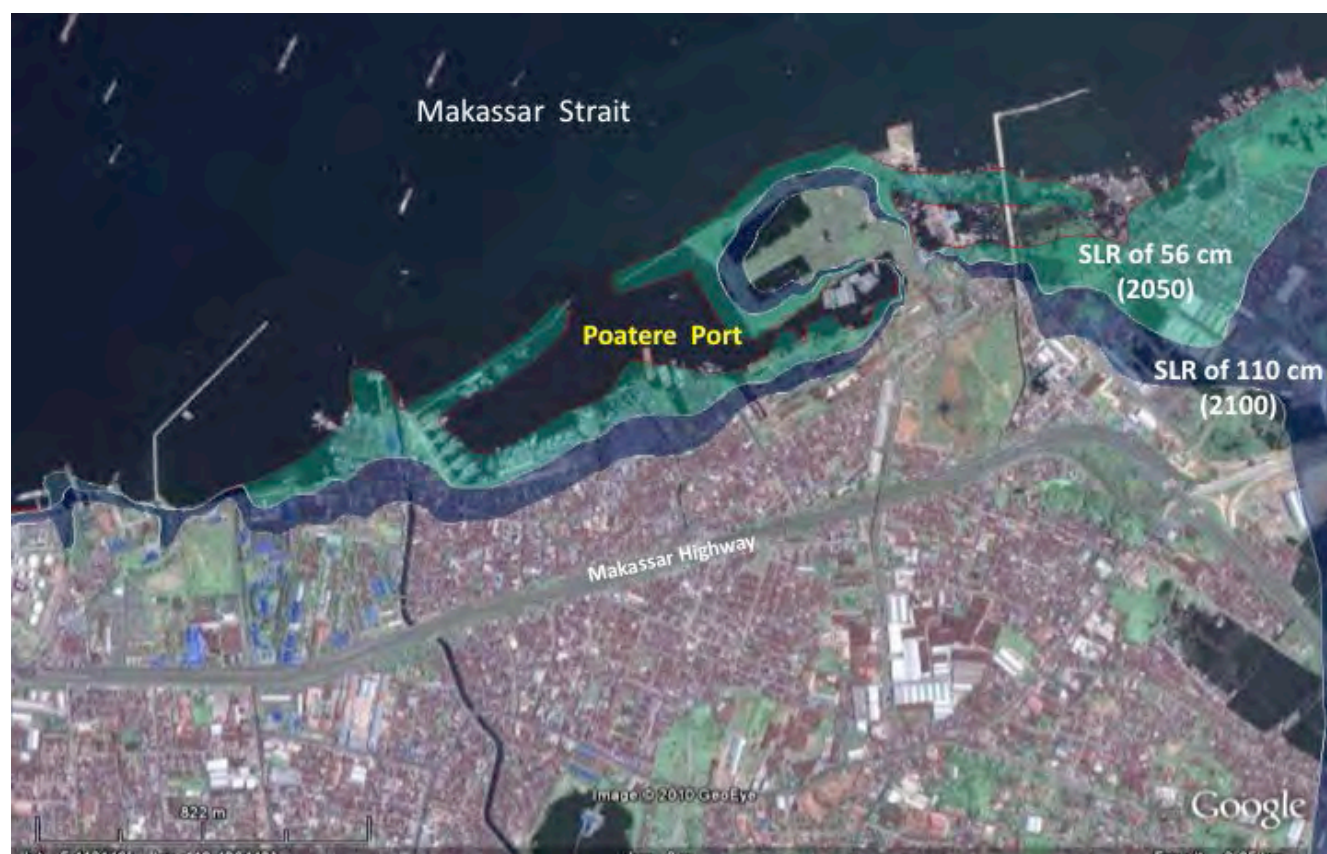 Makassar Strait
SLR of 56 cm
(2050)
Poatere Port
SLR of 110 cm
(2100)
Makassar Highway
Image © 2010 GeoEye
Google
822 m